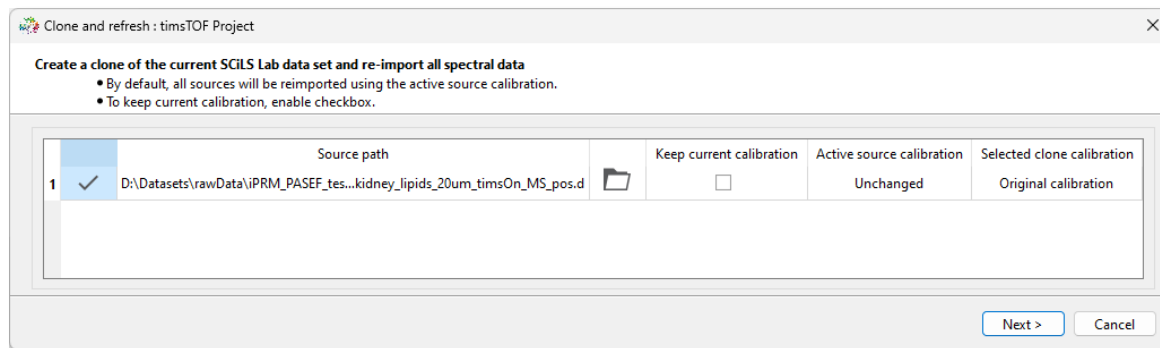 Clone and refresh : timsTOF Project
Create a clone of the current SCiLS Lab data set and re-import all spectral data
• By default, all sources will be reimported using the active source calibration.
• To keep current calibration, enable checkbox.
Source path Keep current calibration Active source calibration Selected clone calibration
1 D:\Datasets\rawData\iPRM_PASEF_tes...kidney_lipids_20um_timsOn_MS_pos.d Unchanged Original calibration
Next > Cancel